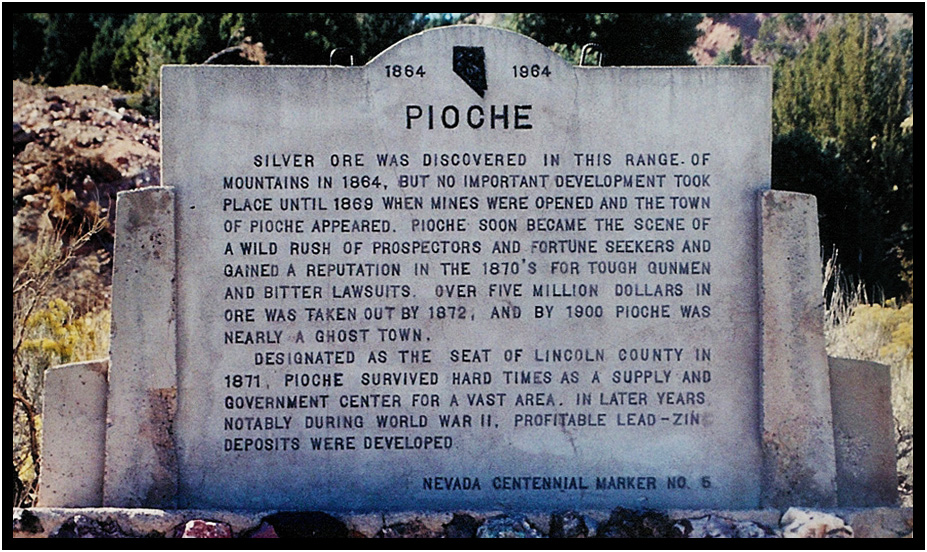 1864 1964
PIOCHE
SILVER ORE WAS DISCOVERED IN THIS RANGE OF
MOUNTAINS IN 1864, BUT NO IMPORTANT DEVELOPMENT TOOK
PLACE UNTIL 1869 WHEN MINES WERE OPENED AND THE TOWN
OF PIOCHE APPEARED. PIOCHE SOON BECAME THE SCENE OF
A WILD RUSH OF PROSPECTORS AND FORTUNE SEEKERS AND
GAINED A REPUTATION IN THE 1870'S FOR TOUGH GUNMEN
AND BITTER LAWSUITS. OVER FIVE MILLION DOLLARS IN
ORE WAS TAKEN OUT BY 1872, AND BY 1900 PIOCHE WAS
NEARLY A GHOST TOWN.
DESIGNATED AS THE SEAT OF LINCOLN COUNTY IN
1871, PIOCHE SURVIVED HARD TIMES AS A SUPPLY AND
GOVERNMENT CENTER FOR A VAST AREA. IN LATER YEARS,
NOTABLY DURING WORLD WAR II, PROFITABLE LEAD-ZIN
DEPOSITS WERE DEVELOPED
NEVADA CENTENNIAL MARKER NO. 5